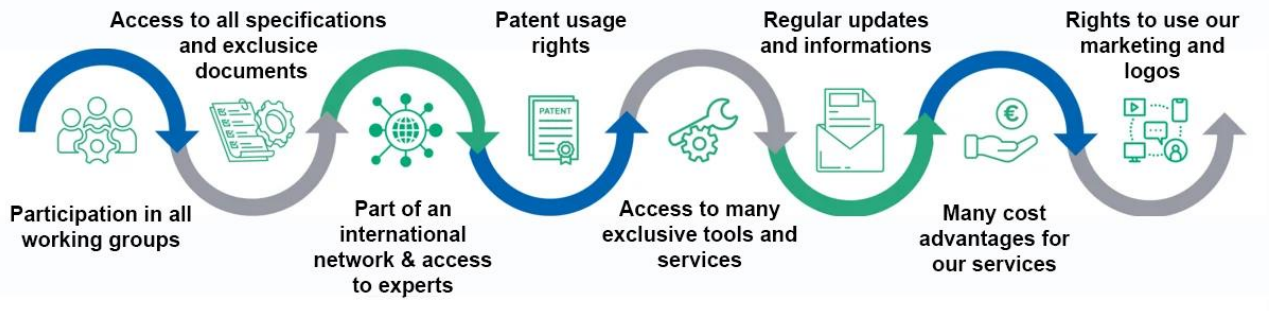 Participation in all
working groups
Access to all specifications
and exclusice
documents
Part of an
international
network & access
to experts
Patent usage
rights
PATENT
Access to many
exclusive tools and
services
Regular updates
and informations
Many cost
advantages for
our services
€
Rights to use our
marketing and
logos